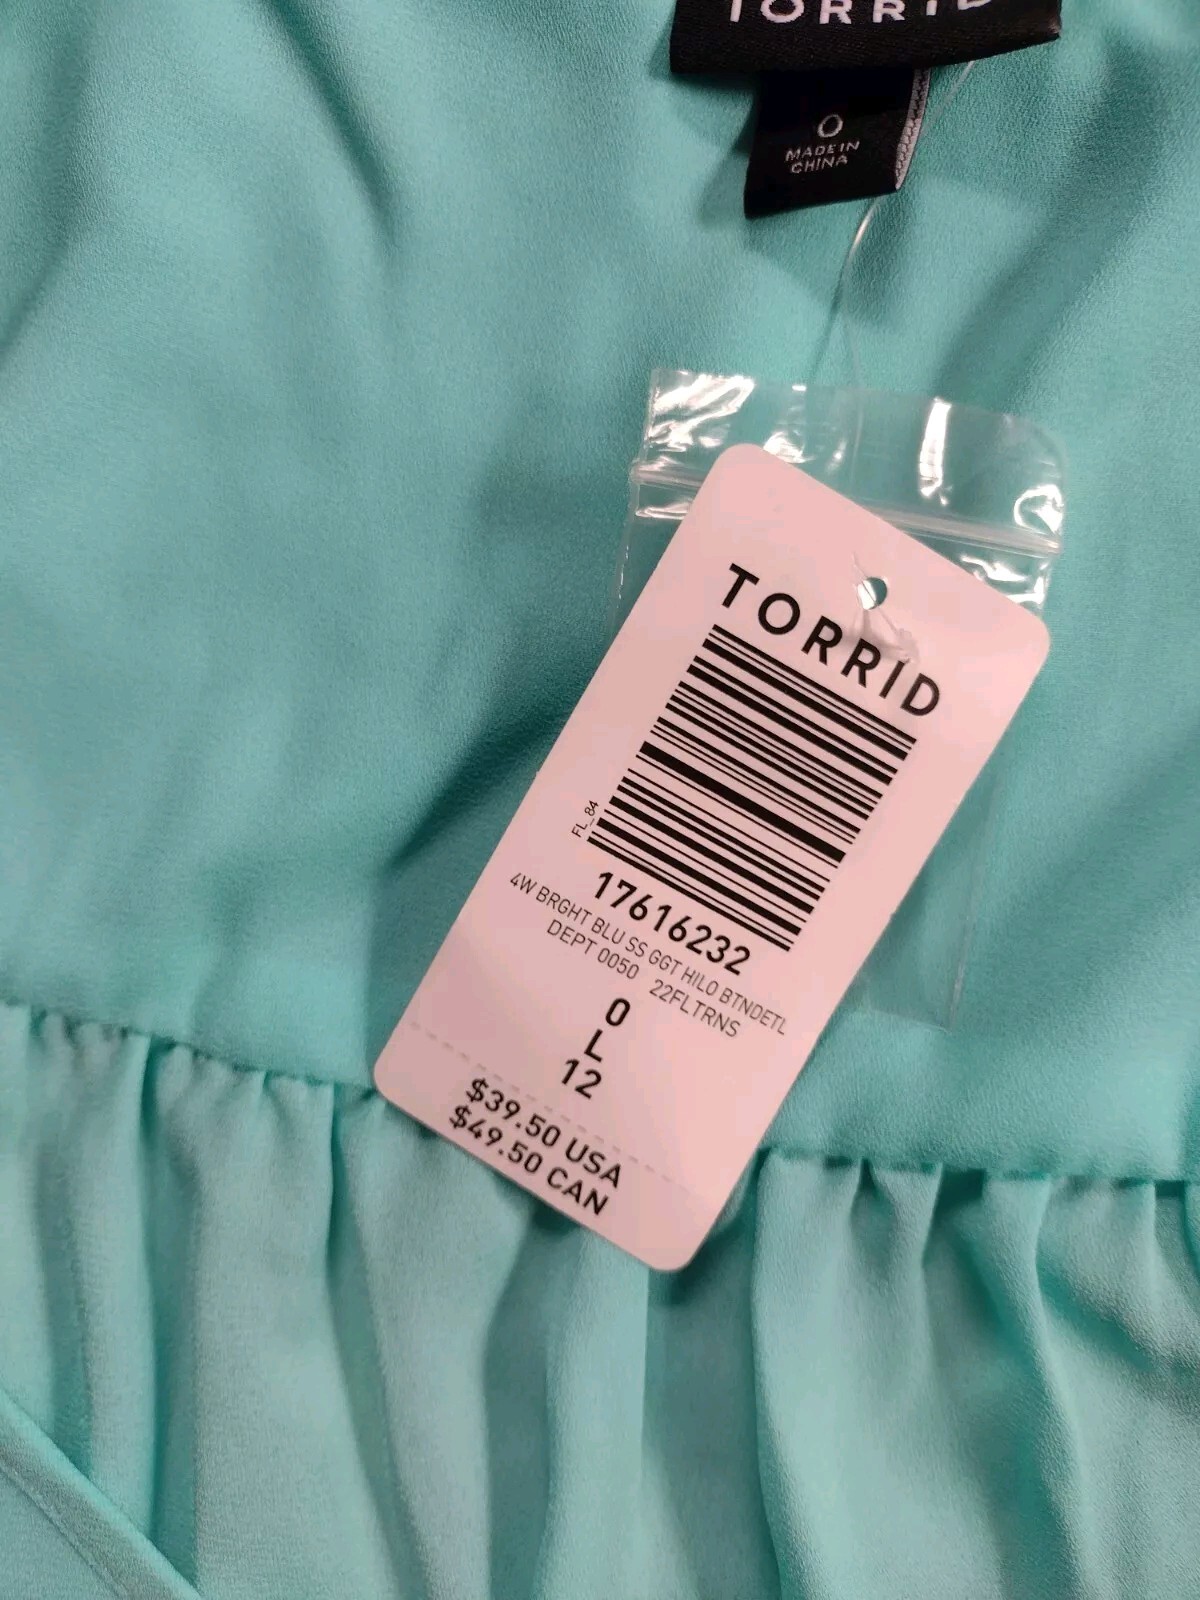 TORRID
0
MADE IN
CHINA
TORRID
FL_84
17616232
4W BRGHT BLU SS GGT HILO BTNDETL
DEPT 0050 22FLTRNS
0
L
12
$39.50 USA
$49.50 CAN